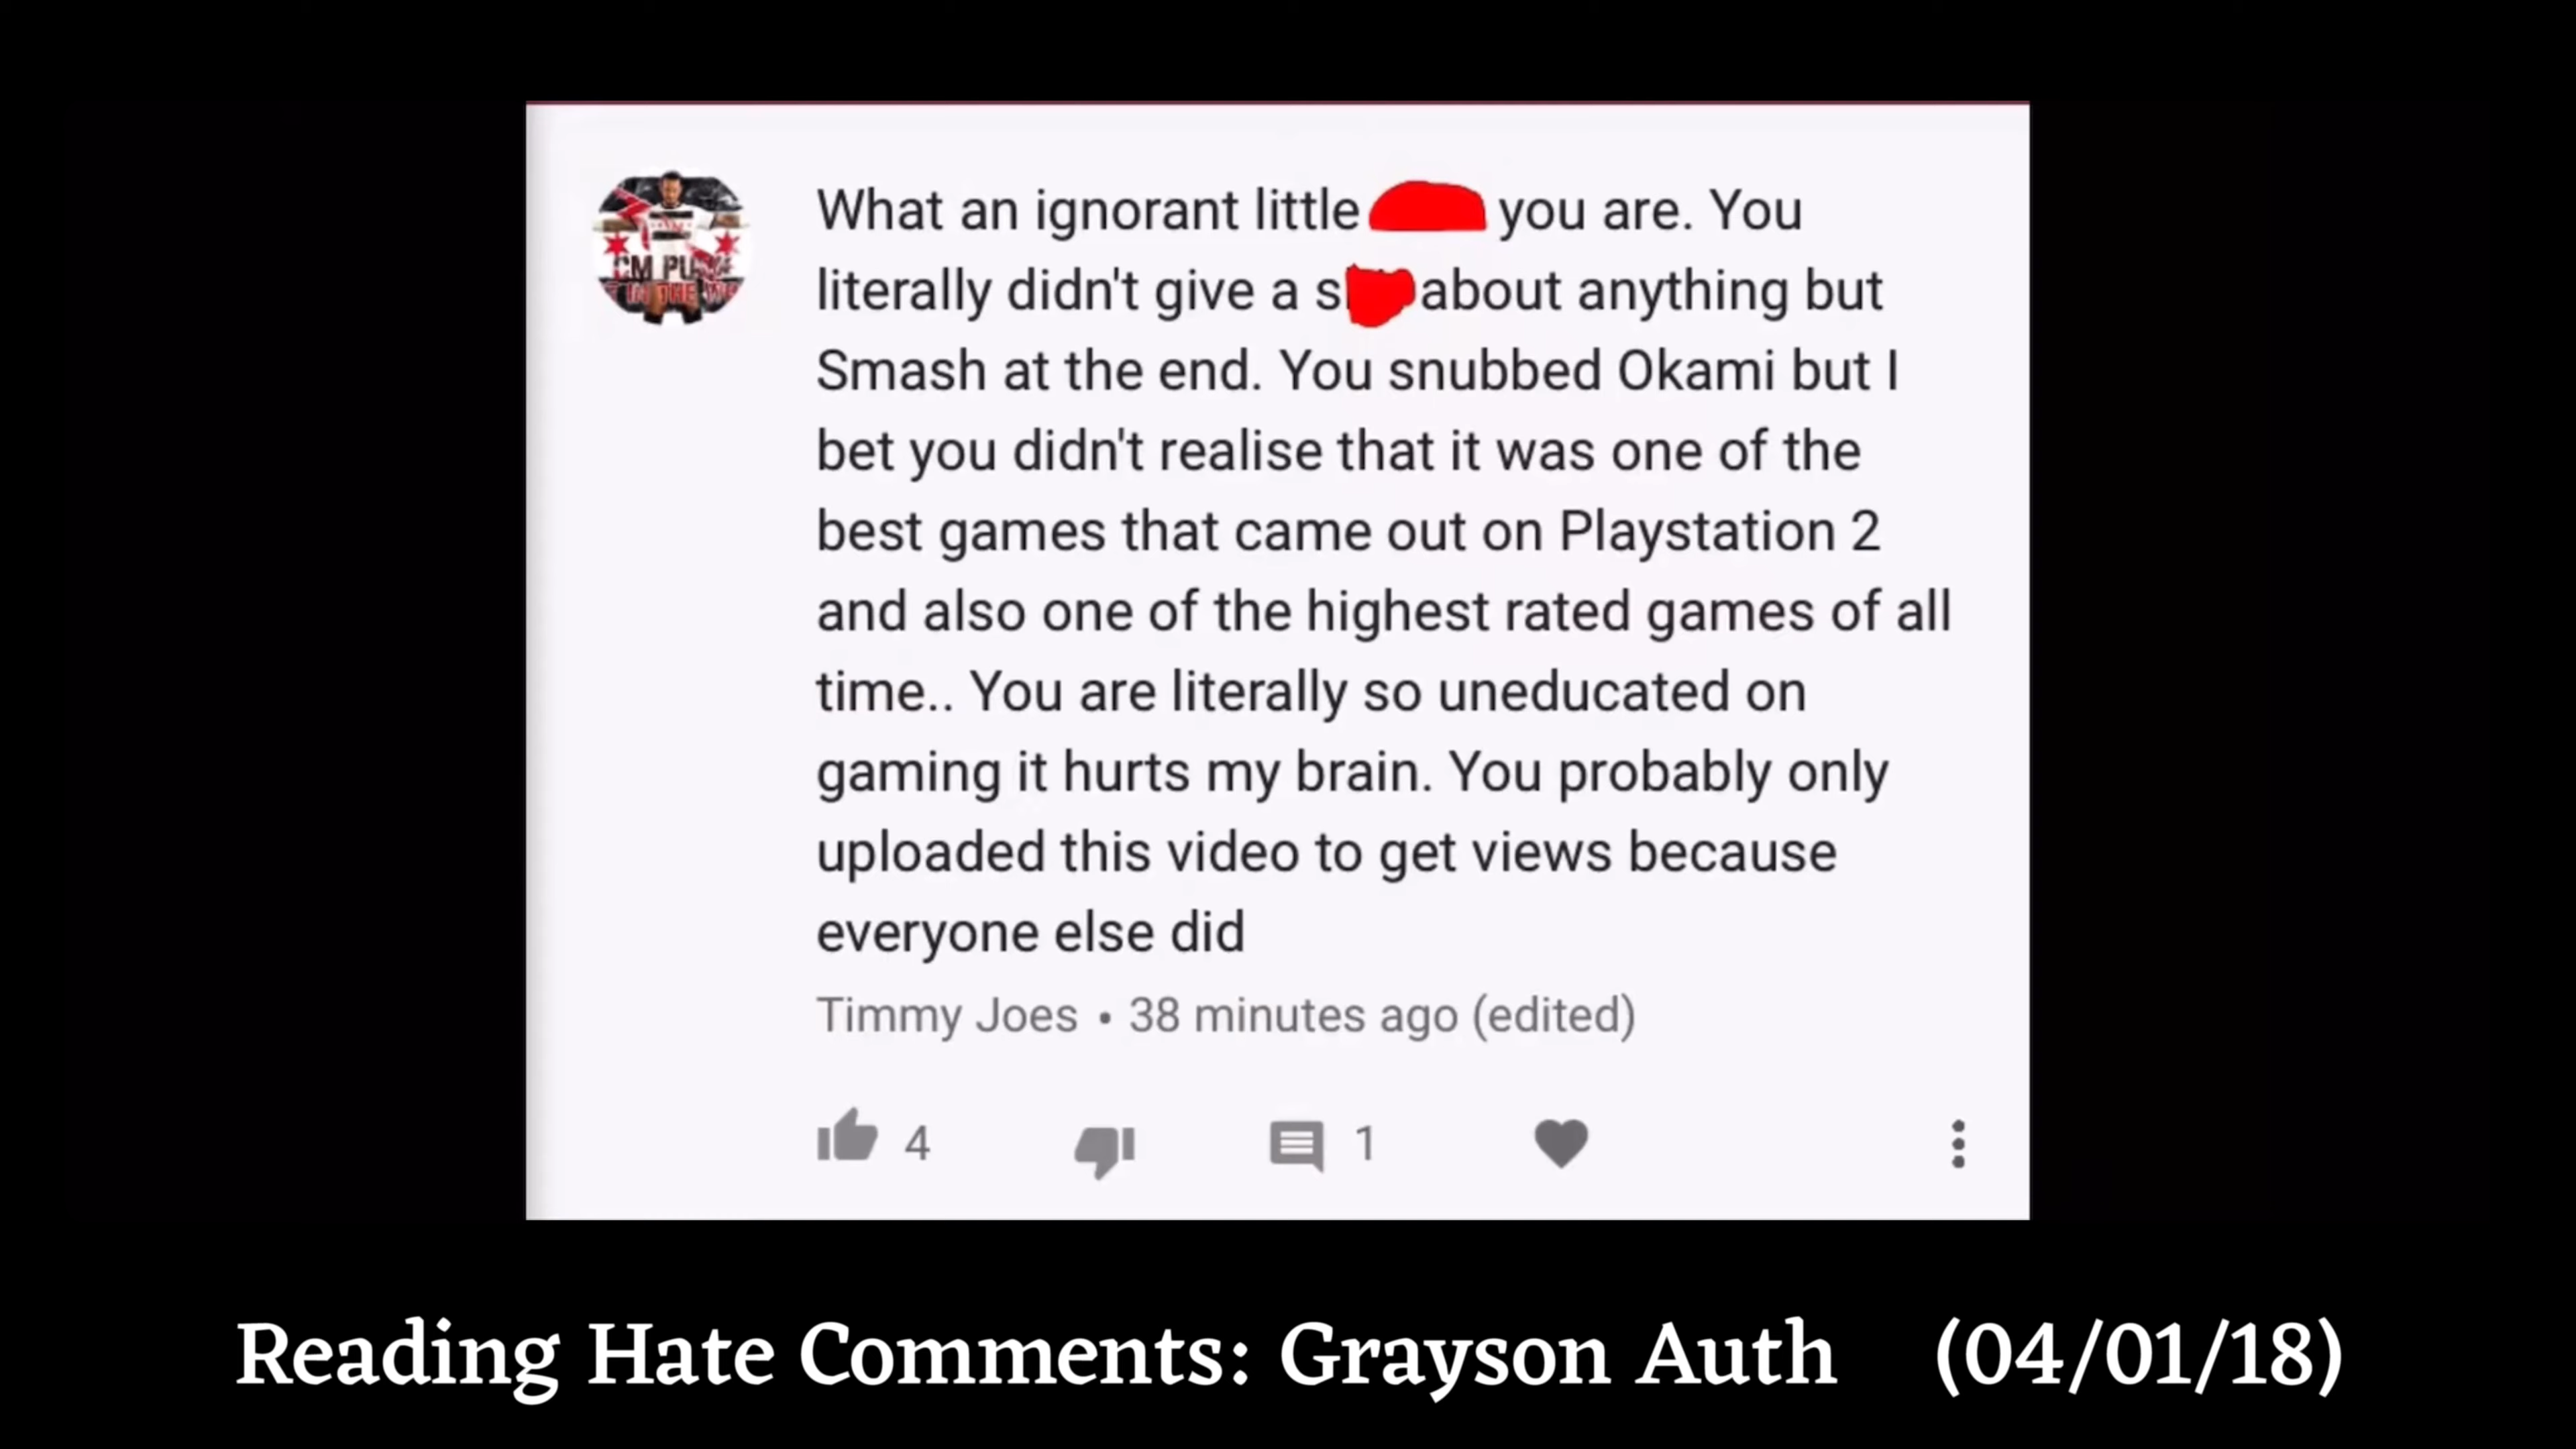 CM PU
IN THE W
What an ignorant little you are. You
literally didn't give a s about anything but
Smash at the end. You snubbed Okami but I
bet you didn't realise that it was one of the
best games that came out on Playstation 2
and also one of the highest rated games of all
time.. You are literally so uneducated on
gaming it hurts my brain. You probably only
uploaded this video to get views because
everyone else did
Timmy Joes • 38 minutes ago (edited)
4 1
Reading Hate Comments: Grayson Auth (04/01/18)